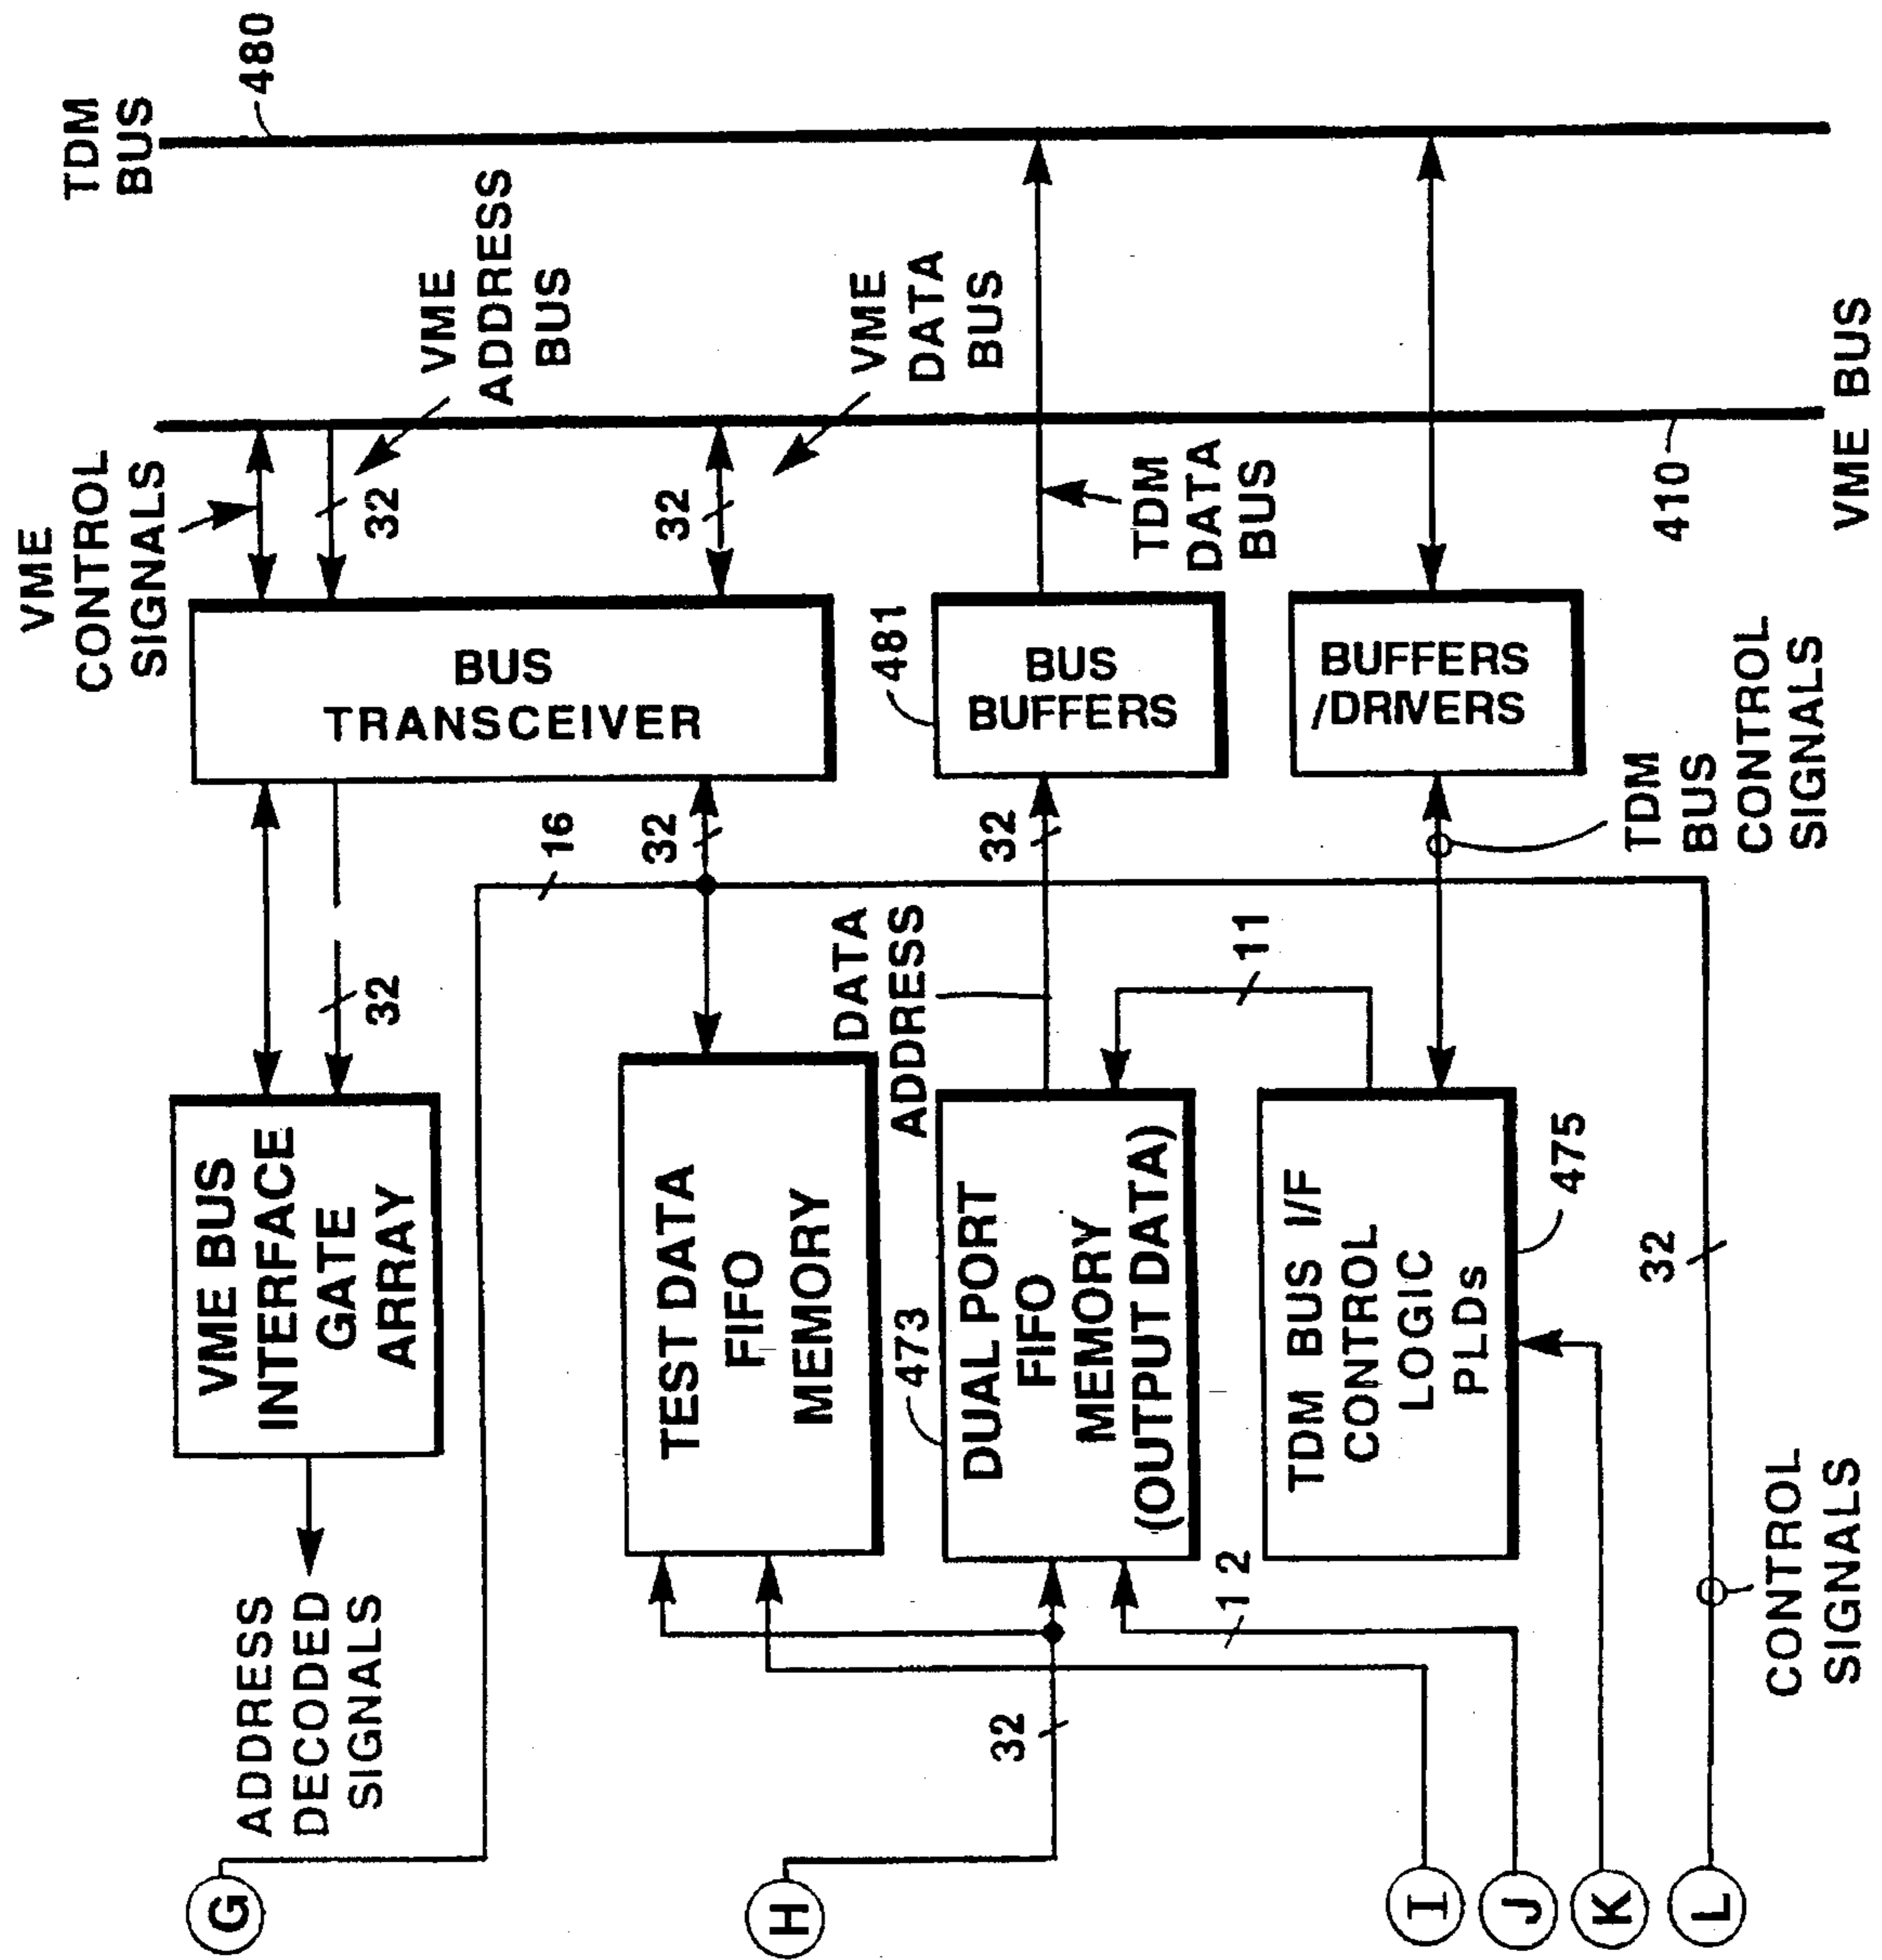 TDM
BUS
480
VME
CONTROL
SIGNALS
VME
ADDRESS
BUS
32
VME
DATA
BUS
32
TDM
DATA
BUS
410
VME BUS
BUS
TRANSCEIVER
481
BUS
BUFFERS
BUFFERS
/DRIVERS
TDM
BUS
CONTROL
SIGNALS
16
32
32
32
DATA
ADDRESS
11
VME BUS
INTERFACE
GATE
ARRAY
TEST DATA
FIFO
MEMORY
473
DUAL PORT
FIFO
MEMORY
(OUTPUT DATA)
TDM BUS I/F
CONTROL
LOGIC
PLDs
475
32
ADDRESS
DECODED
SIGNALS
12
32
CONTROL
SIGNALS
G
H
I
J
K
L